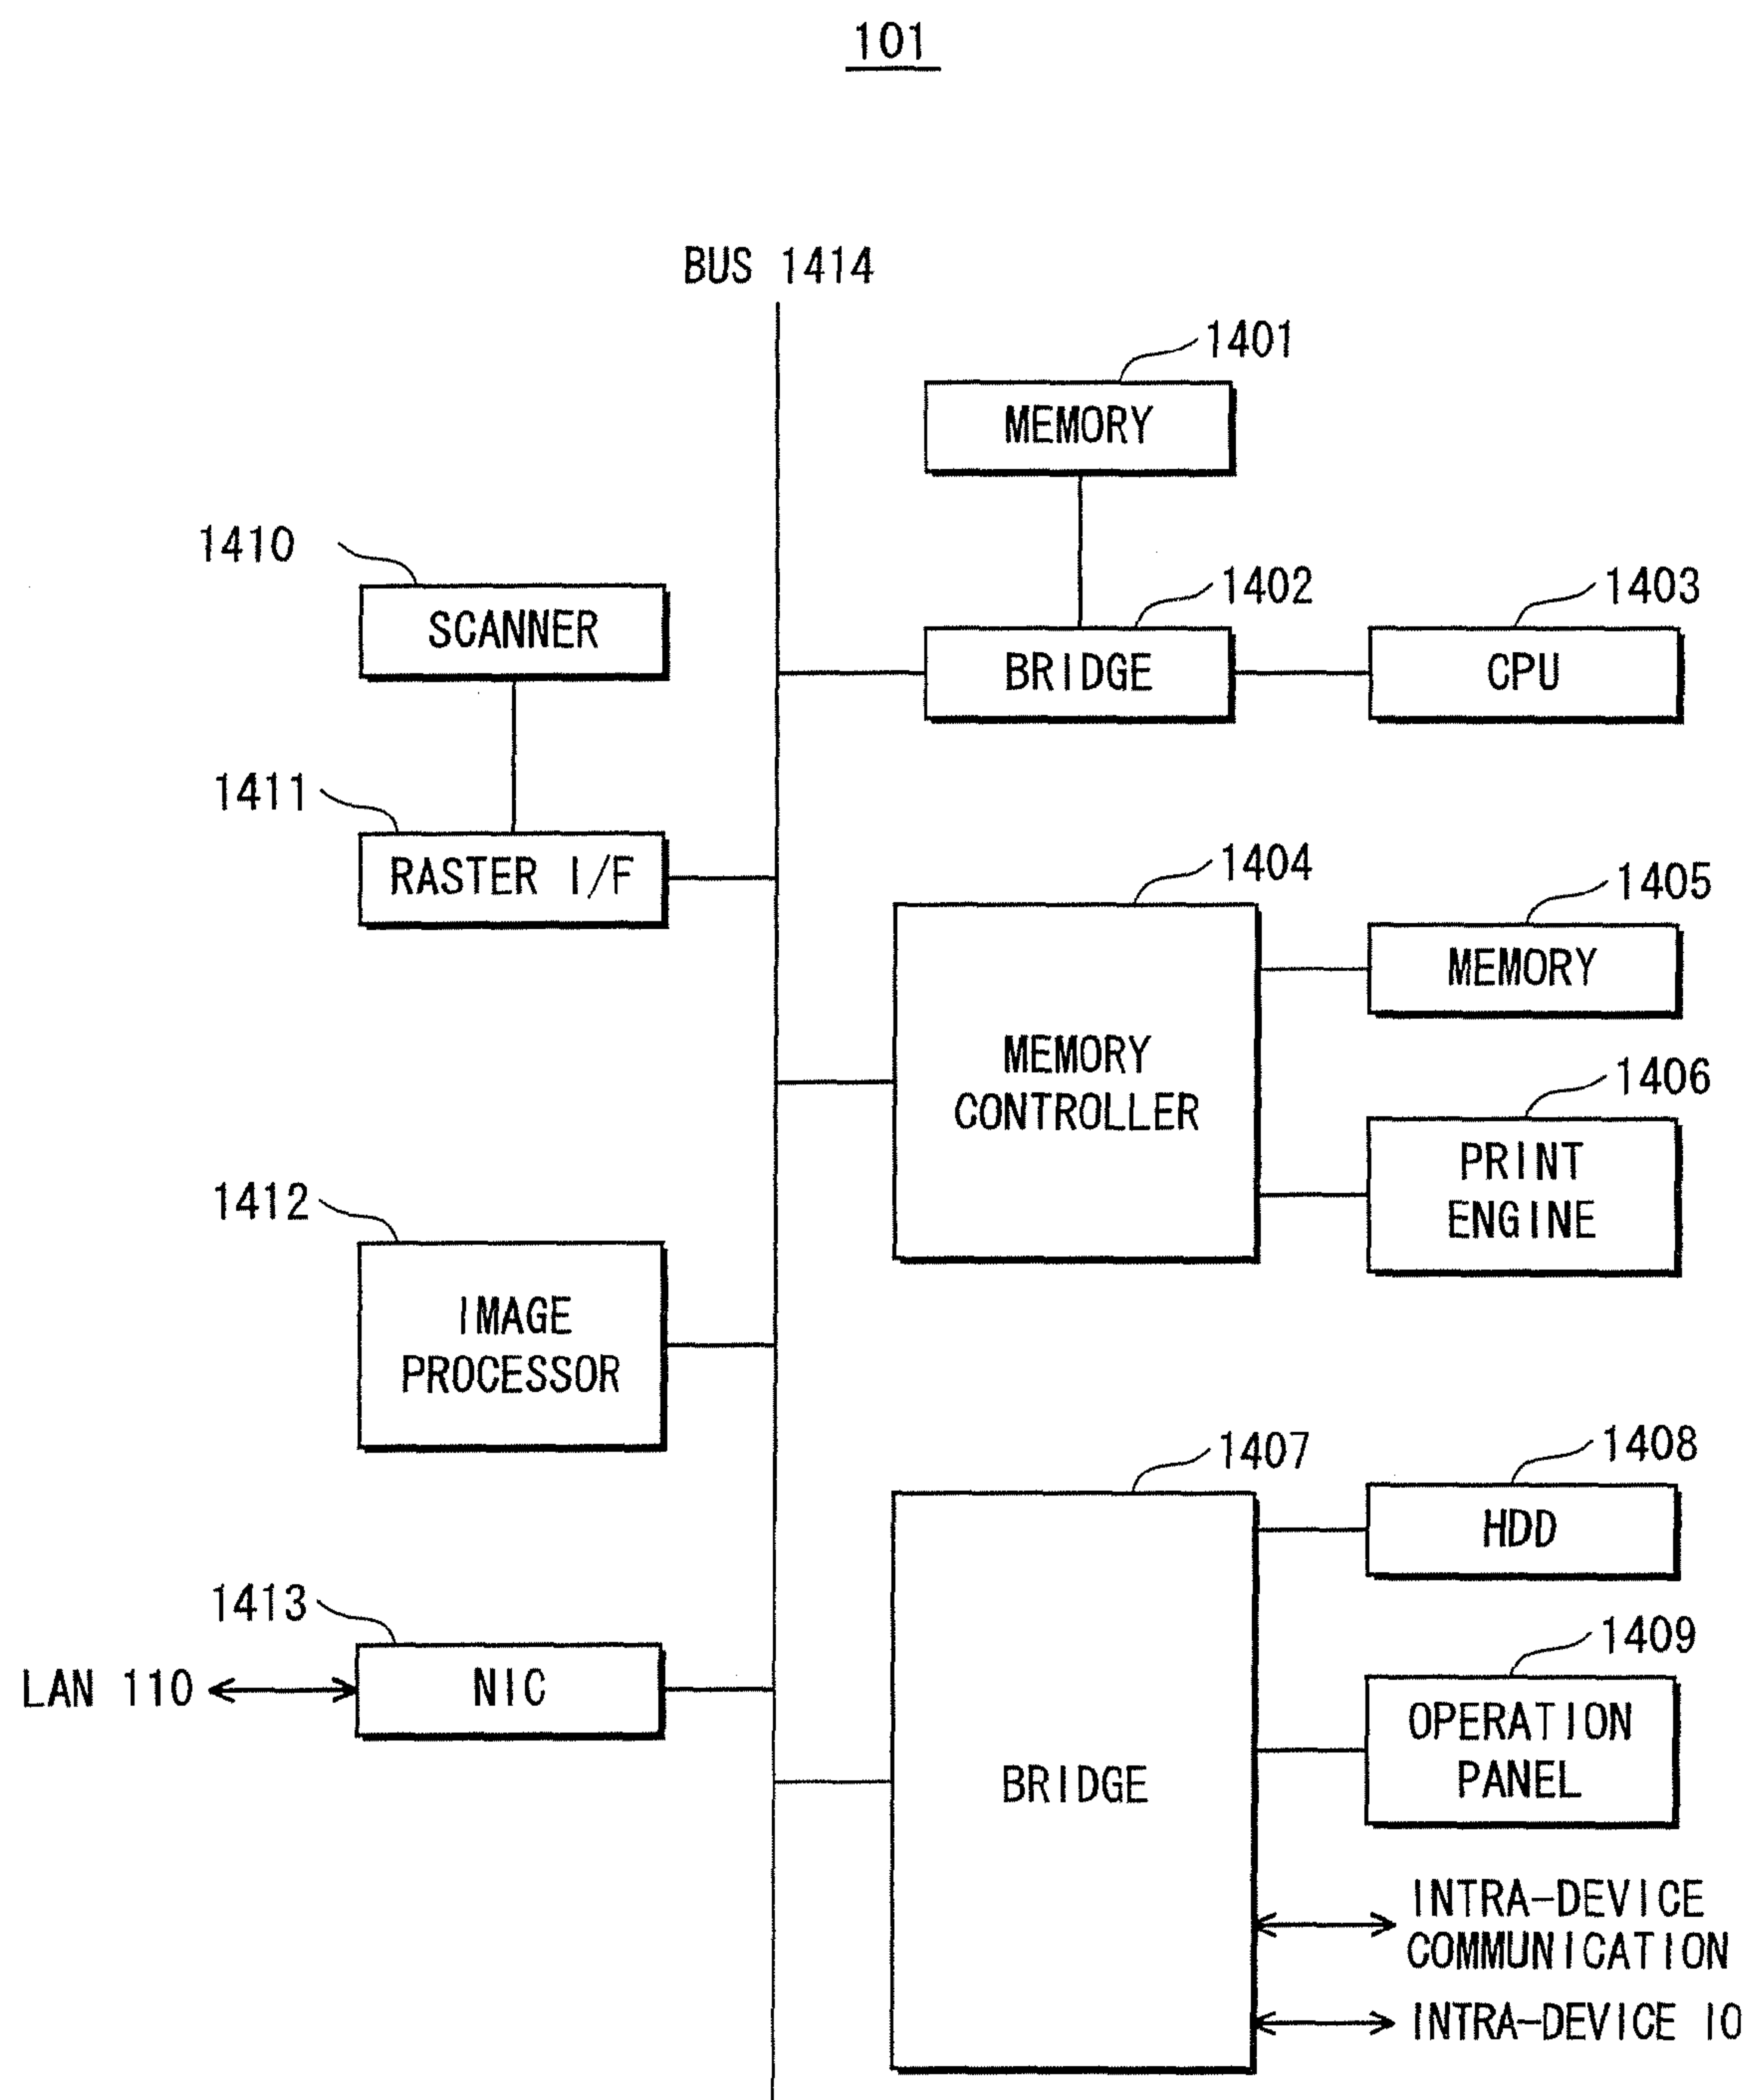 101
BUS 1414
1401
MEMORY
1410
SCANNER
1402
BRIDGE
1403
CPU
1411
RASTER I/F
1404
MEMORY
CONTROLLER
1405
MEMORY
1406
PRINT
ENGINE
1412
IMAGE
PROCESSOR
1407
BRIDGE
1408
HDD
1413
LAN 110
NIC
1409
OPERATION
PANEL
INTRA-DEVICE
COMMUNICATION
INTRA-DEVICE IO